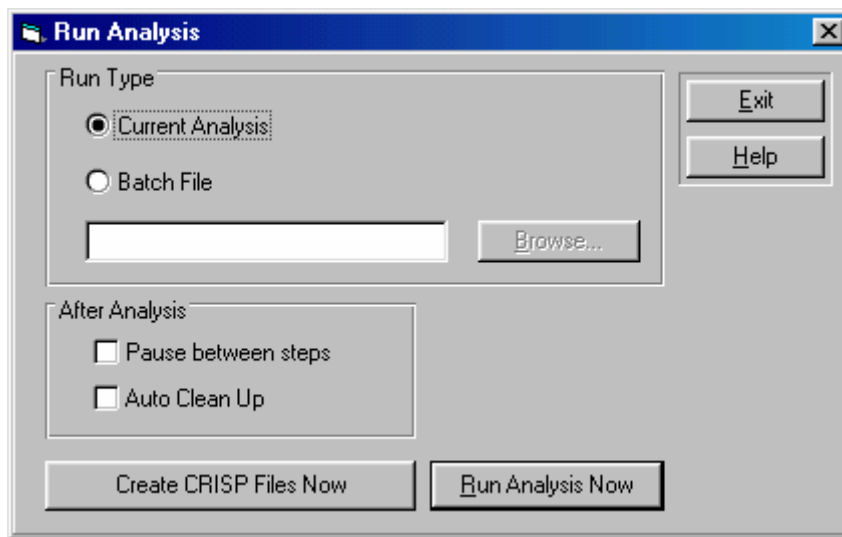 Run Analysis
Run Type
Current Analysis
Batch File
Browse...
Exit
Help
After Analysis
Pause between steps
Auto Clean Up
Create CRISP Files Now
Run Analysis Now